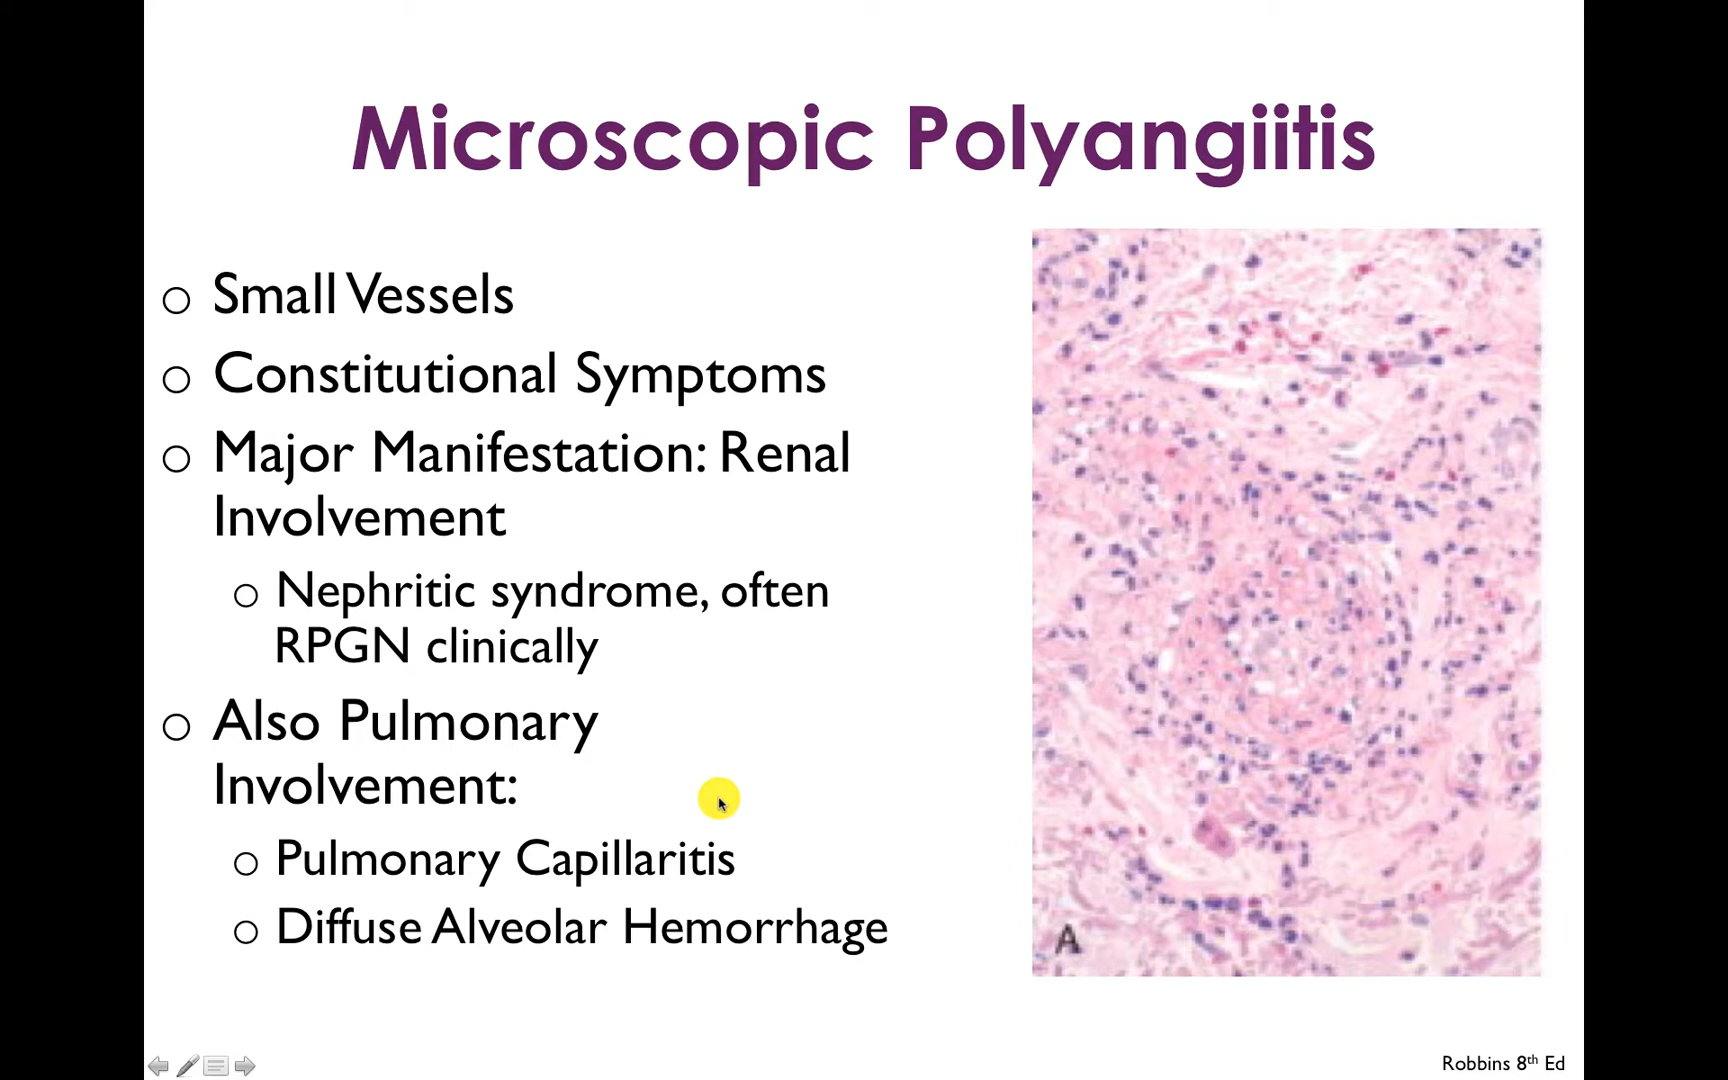 Microscopic Polyangiitis
Small Vessels
Constitutional Symptoms
Major Manifestation: Renal
Involvement
Nephritic syndrome, often
RPGN clinically
Also Pulmonary
Involvement:
Pulmonary Capillaritis
Diffuse Alveolar Hemorrhage
A
Robbins 8th Ed